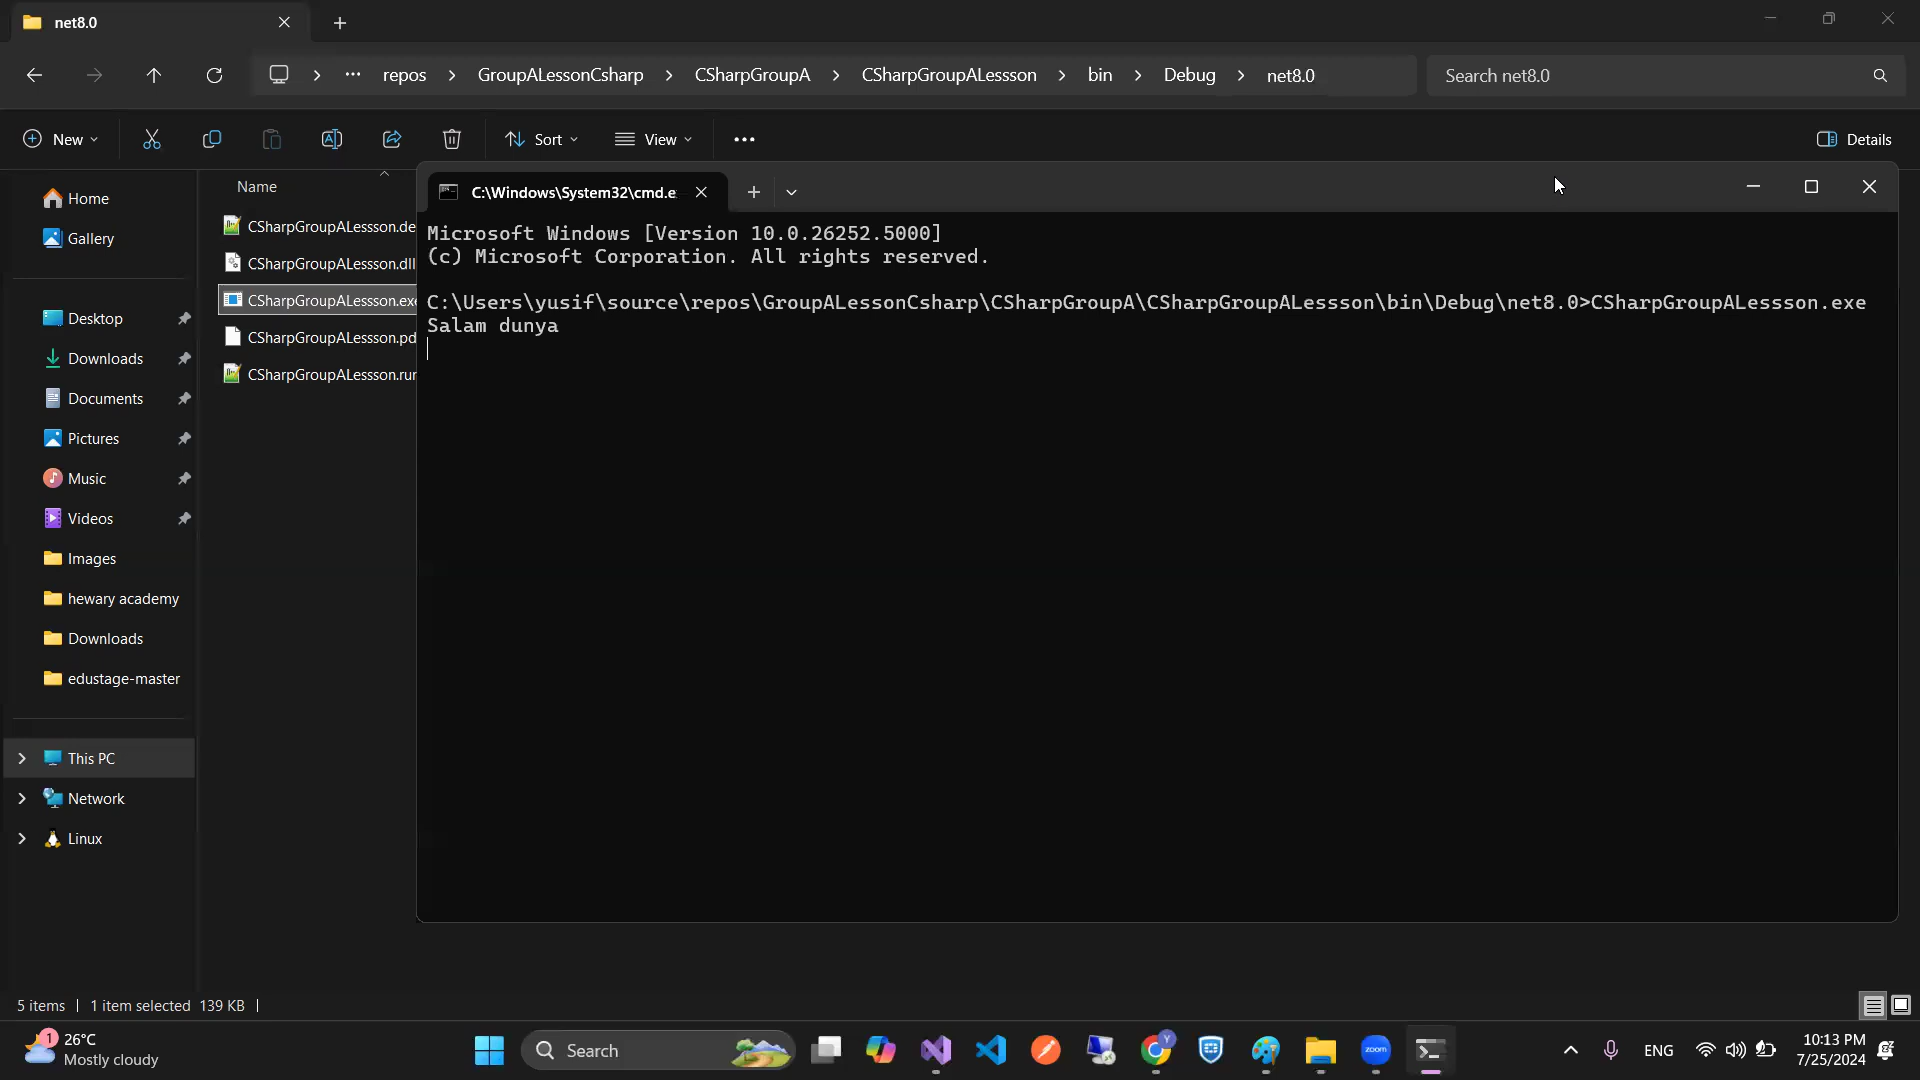 net8.0
repos > GroupALessonCsharp > CSharpGroupA > CSharpGroupALessson > bin > Debug > net8.0
Search net8.0
New
Sort
View
Details
Home
Gallery
Desktop
Downloads
Documents
Pictures
Music
Videos
Images
hewary academy
Downloads
edustage-master
This PC
Network
Linux
Name
CSharpGroupALessson.de
CSharpGroupALessson.dll
CSharpGroupALessson.exe
CSharpGroupALessson.pd
CSharpGroupALessson.run
C:\Windows\System32\cmd.e
Microsoft Windows [Version 10.0.26252.5000]
(c) Microsoft Corporation. All rights reserved.
C:\Users\yusif\source\repos\GroupALessonCsharp\CSharpGroupA\CSharpGroupALessson\bin\Debug\net8.0>CSharpGroupALessson.exe
Salam dunya
5 items | 1 item selected 139 KB |
1
26°C
Mostly cloudy
Search
Y
zoom
ENG
10:13 PM
7/25/2024